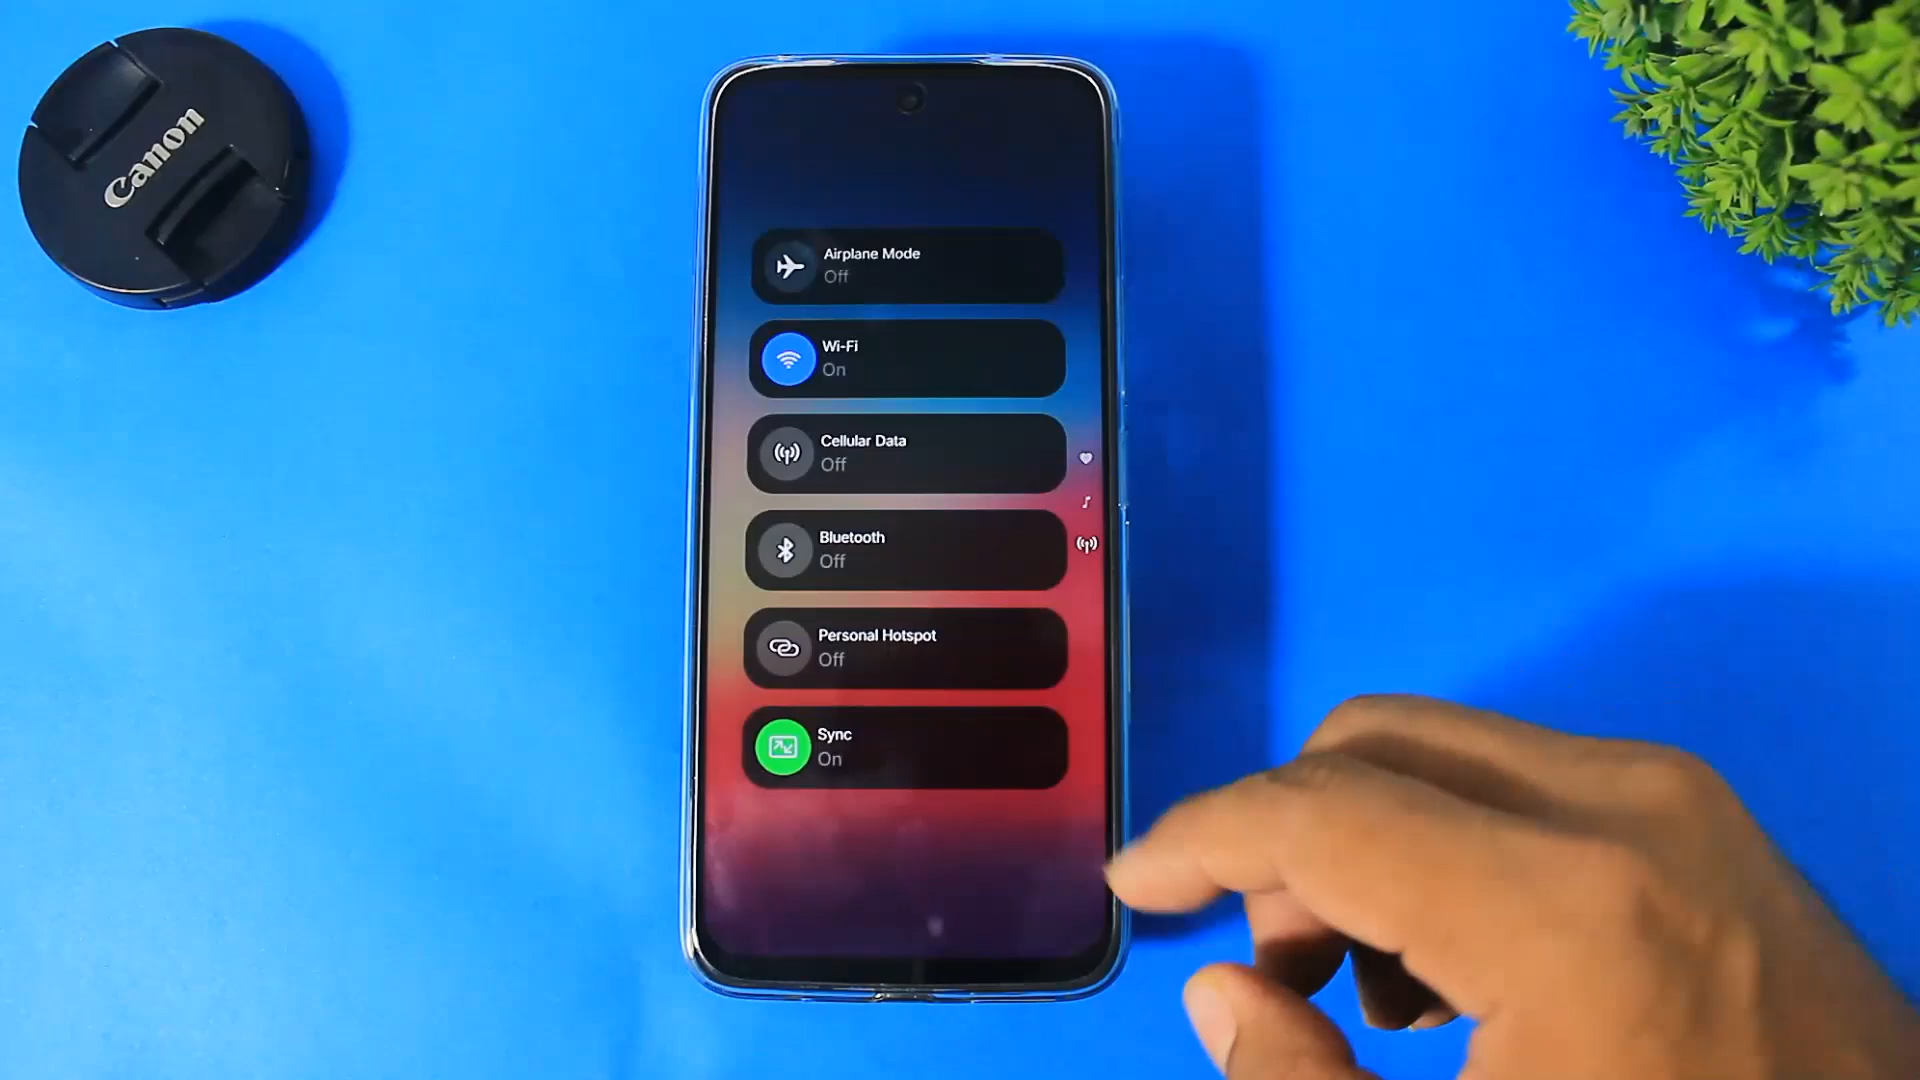 Canon
Airplane Mode
Off
Wi-Fi
On
Cellular Data
Off
Bluetooth
Off
Personal Hotspot
Off
Sync
On